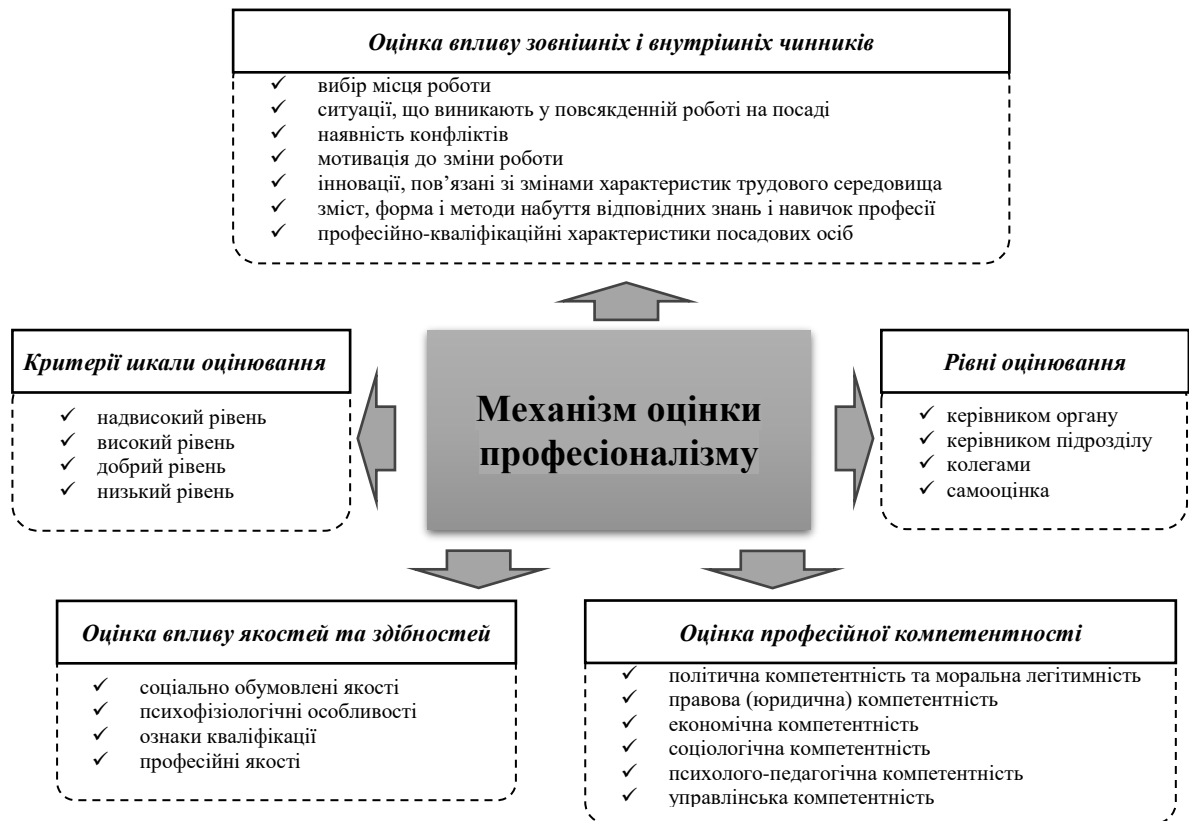 Оцінка впливу зовнішніх і внутрішніх чинників
✓ вибір місця роботи
✓ ситуації, що виникають у повсякденній роботі на посаді
✓ наявність конфліктів
✓ мотивація до зміни роботи
✓ інновації, пов’язані зі змінами характеристик трудового середовища
✓ зміст, форма і методи набуття відповідних знань і навичок професії
✓ професійно-кваліфікаційні характеристики посадових осіб
Критерії шкали оцінювання
✓ надвисокий рівень
✓ високий рівень
✓ добрий рівень
✓ низький рівень
Механізм оцінки
професіоналізму
Рівні оцінювання
✓ керівником органу
✓ керівником підрозділу
✓ колегами
✓ самооцінка
Оцінка впливу якостей та здібностей
✓ соціально обумовлені якості
✓ психофізіологічні особливості
✓ ознаки кваліфікації
✓ професійні якості
Оцінка професійної компетентності
✓ політична компетентність та моральна легітимність
✓ правова (юридична) компетентність
✓ економічна компетентність
✓ соціологічна компетентність
✓ психолого-педагогічна компетентність
✓ управлінська компетентність